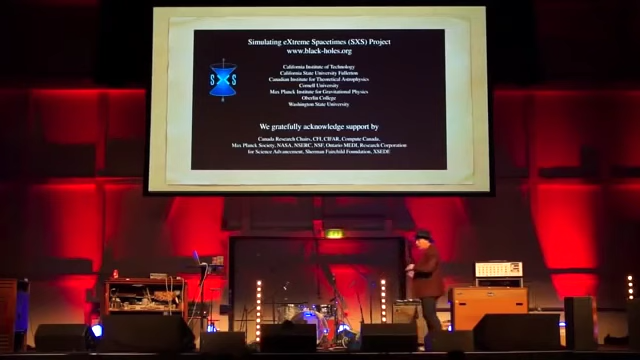 Simulating eXtreme Spacetimes (SXS) Project
www.black-holes.org
California Institute of Technology
California State University Fullerton
Canadian Institute for Theoretical Astrophysics
Cornell University
Max Planck Institute for Gravitational Physics
Oberlin College
Washington State University
S X S
We gratefully acknowledge support by
Canada Research Chairs, CFI, CIFAR, Compute Canada,
Max Planck Society, NASA, NSERC, NSF, Ontario MEDI, Research Corporation
for Science Advancement, Sherman Fairchild Foundation, XSEDE